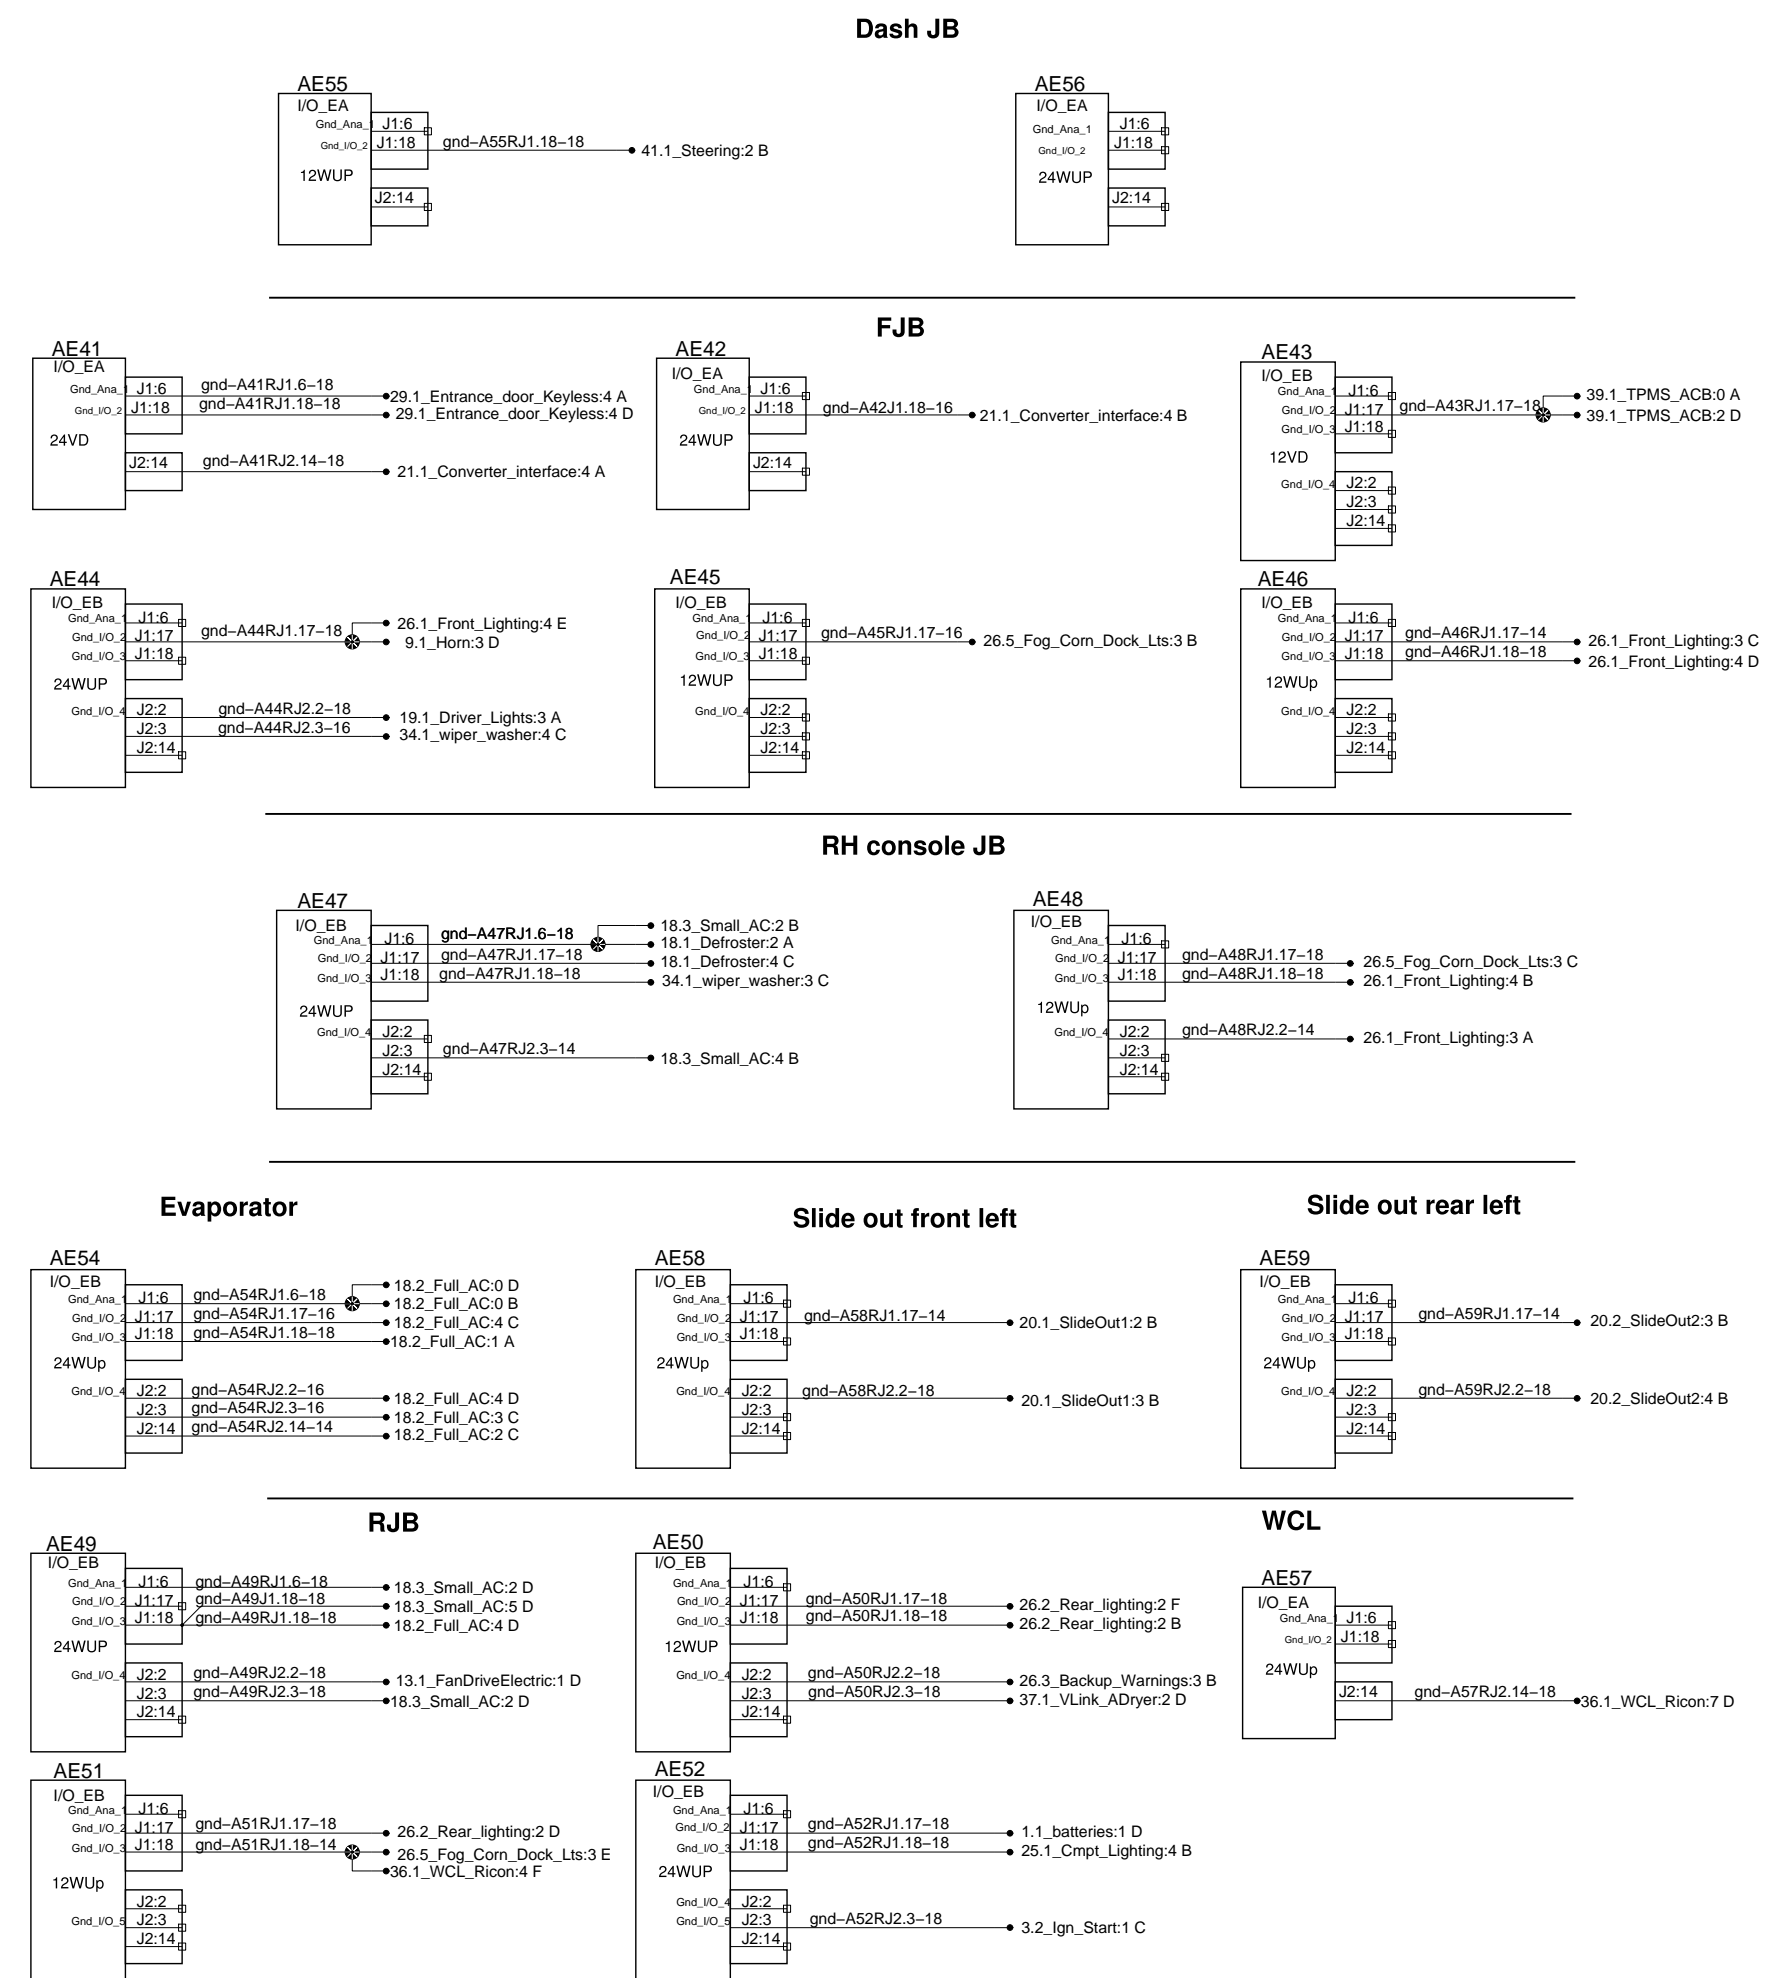 Dash JB
AE55
I/O_EA
Gnd_Ana_1 J1:6
Gnd_I/O_2 J1:18 gnd–A55RJ1.18–18 41.1_Steering:2 B
12WUP
J2:14
AE56
I/O_EA
Gnd_Ana_1 J1:6
Gnd_I/O_2 J1:18
24WUP
J2:14
FJB
AE41
I/O_EA
Gnd_Ana_1 J1:6 gnd–A41RJ1.6–18 29.1_Entrance_door_Keyless:4 A
Gnd_I/O_2 J1:18 gnd–A41RJ1.18–18 29.1_Entrance_door_Keyless:4 D
24VD
J2:14 gnd–A41RJ2.14–18 21.1_Converter_interface:4 A
AE42
I/O_EA
Gnd_Ana_1 J1:6
Gnd_I/O_2 J1:18 gnd–A42J1.18–16 21.1_Converter_interface:4 B
24WUP
J2:14
AE43
I/O_EB
Gnd_Ana_1 J1:6 39.1_TPMS_ACB:0 A
Gnd_I/O_2 J1:17 gnd–A43RJ1.17–18 39.1_TPMS_ACB:2 D
Gnd_I/O_3 J1:18
12VD
Gnd_I/O_4 J2:2
J2:3
J2:14
AE44
I/O_EB
Gnd_Ana_1 J1:6 26.1_Front_Lighting:4 E
Gnd_I/O_2 J1:17 gnd–A44RJ1.17–18 9.1_Horn:3 D
Gnd_I/O_3 J1:18
24WUP
Gnd_I/O_4 J2:2 gnd–A44RJ2.2–18 19.1_Driver_Lights:3 A
J2:3 gnd–A44RJ2.3–16 34.1_wiper_washer:4 C
J2:14
AE45
I/O_EB
Gnd_Ana_1 J1:6
Gnd_I/O_2 J1:17 gnd–A45RJ1.17–16 26.5_Fog_Corn_Dock_Lts:3 B
Gnd_I/O_3 J1:18
12WUP
Gnd_I/O_4 J2:2
J2:3
J2:14
AE46
I/O_EB
Gnd_Ana_1 J1:6
Gnd_I/O_2 J1:17 gnd–A46RJ1.17–14 26.1_Front_Lighting:3 C
Gnd_I/O_3 J1:18 gnd–A46RJ1.18–18 26.1_Front_Lighting:4 D
12WUp
Gnd_I/O_4 J2:2
J2:3
J2:14
RH console JB
AE47
I/O_EB 18.3_Small_AC:2 B
Gnd_Ana_1 J1:6 gnd–A47RJ1.6–18 18.1_Defroster:2 A
Gnd_I/O_2 J1:17 gnd–A47RJ1.17–18 18.1_Defroster:4 C
Gnd_I/O_3 J1:18 gnd–A47RJ1.18–18 34.1_wiper_washer:3 C
24WUP
Gnd_I/O_4 J2:2
J2:3 gnd–A47RJ2.3–14 18.3_Small_AC:4 B
J2:14
AE48
I/O_EB
Gnd_Ana_1 J1:6
Gnd_I/O_2 J1:17 gnd–A48RJ1.17–18 26.5_Fog_Corn_Dock_Lts:3 C
Gnd_I/O_3 J1:18 gnd–A48RJ1.18–18 26.1_Front_Lighting:4 B
12WUp
Gnd_I/O_4 J2:2 gnd–A48RJ2.2–14 26.1_Front_Lighting:3 A
J2:3
J2:14
Evaporator
AE54
I/O_EB 18.2_Full_AC:0 D
Gnd_Ana_1 J1:6 gnd–A54RJ1.6–18 18.2_Full_AC:0 B
Gnd_I/O_2 J1:17 gnd–A54RJ1.17–16 18.2_Full_AC:4 C
Gnd_I/O_3 J1:18 gnd–A54RJ1.18–18 18.2_Full_AC:1 A
24WUp
Gnd_I/O_4 J2:2 gnd–A54RJ2.2–16 18.2_Full_AC:4 D
J2:3 gnd–A54RJ2.3–16 18.2_Full_AC:3 C
J2:14 gnd–A54RJ2.14–14 18.2_Full_AC:2 C
Slide out front left
AE58
I/O_EB
Gnd_Ana_1 J1:6
Gnd_I/O_2 J1:17 gnd–A58RJ1.17–14 20.1_SlideOut1:2 B
Gnd_I/O_3 J1:18
24WUp
Gnd_I/O_4 J2:2 gnd–A58RJ2.2–18 20.1_SlideOut1:3 B
J2:3
J2:14
Slide out rear left
AE59
I/O_EB
Gnd_Ana_1 J1:6
Gnd_I/O_2 J1:17 gnd–A59RJ1.17–14 20.2_SlideOut2:3 B
Gnd_I/O_3 J1:18
24WUp
Gnd_I/O_4 J2:2 gnd–A59RJ2.2–18 20.2_SlideOut2:4 B
J2:3
J2:14
RJB
AE49
I/O_EB
Gnd_Ana_1 J1:6 gnd–A49RJ1.6–18 18.3_Small_AC:2 D
Gnd_I/O_2 J1:17 gnd–A49J1.18–18 18.3_Small_AC:5 D
Gnd_I/O_3 J1:18 gnd–A49RJ1.18–18 18.2_Full_AC:4 D
24WUP
Gnd_I/O_4 J2:2 gnd–A49RJ2.2–18 13.1_FanDriveElectric:1 D
J2:3 gnd–A49RJ2.3–18 18.3_Small_AC:2 D
J2:14
AE50
I/O_EB
Gnd_Ana_1 J1:6
Gnd_I/O_2 J1:17 gnd–A50RJ1.17–18 26.2_Rear_lighting:2 F
Gnd_I/O_3 J1:18 gnd–A50RJ1.18–18 26.2_Rear_lighting:2 B
12WUP
Gnd_I/O_4 J2:2 gnd–A50RJ2.2–18 26.3_Backup_Warnings:3 B
J2:3 gnd–A50RJ2.3–18 37.1_VLink_ADryer:2 D
J2:14
WCL
AE57
I/O_EA
Gnd_Ana_1 J1:6
Gnd_I/O_2 J1:18
24WUp
J2:14 gnd–A57RJ2.14–18 36.1_WCL_Ricon:7 D
AE51
I/O_EB
Gnd_Ana_1 J1:6
Gnd_I/O_2 J1:17 gnd–A51RJ1.17–18 26.2_Rear_lighting:2 D
Gnd_I/O_3 J1:18 gnd–A51RJ1.18–14 26.5_Fog_Corn_Dock_Lts:3 E
36.1_WCL_Ricon:4 F
12WUp
J2:2
Gnd_I/O_5 J2:3
J2:14
AE52
I/O_EB
Gnd_Ana_1 J1:6
Gnd_I/O_2 J1:17 gnd–A52RJ1.17–18 1.1_batteries:1 D
Gnd_I/O_3 J1:18 gnd–A52RJ1.18–18 25.1_Cmpt_Lighting:4 B
24WUP
Gnd_I/O_4 J2:2
Gnd_I/O_5 J2:3 gnd–A52RJ2.3–18 3.2_Ign_Start:1 C
J2:14